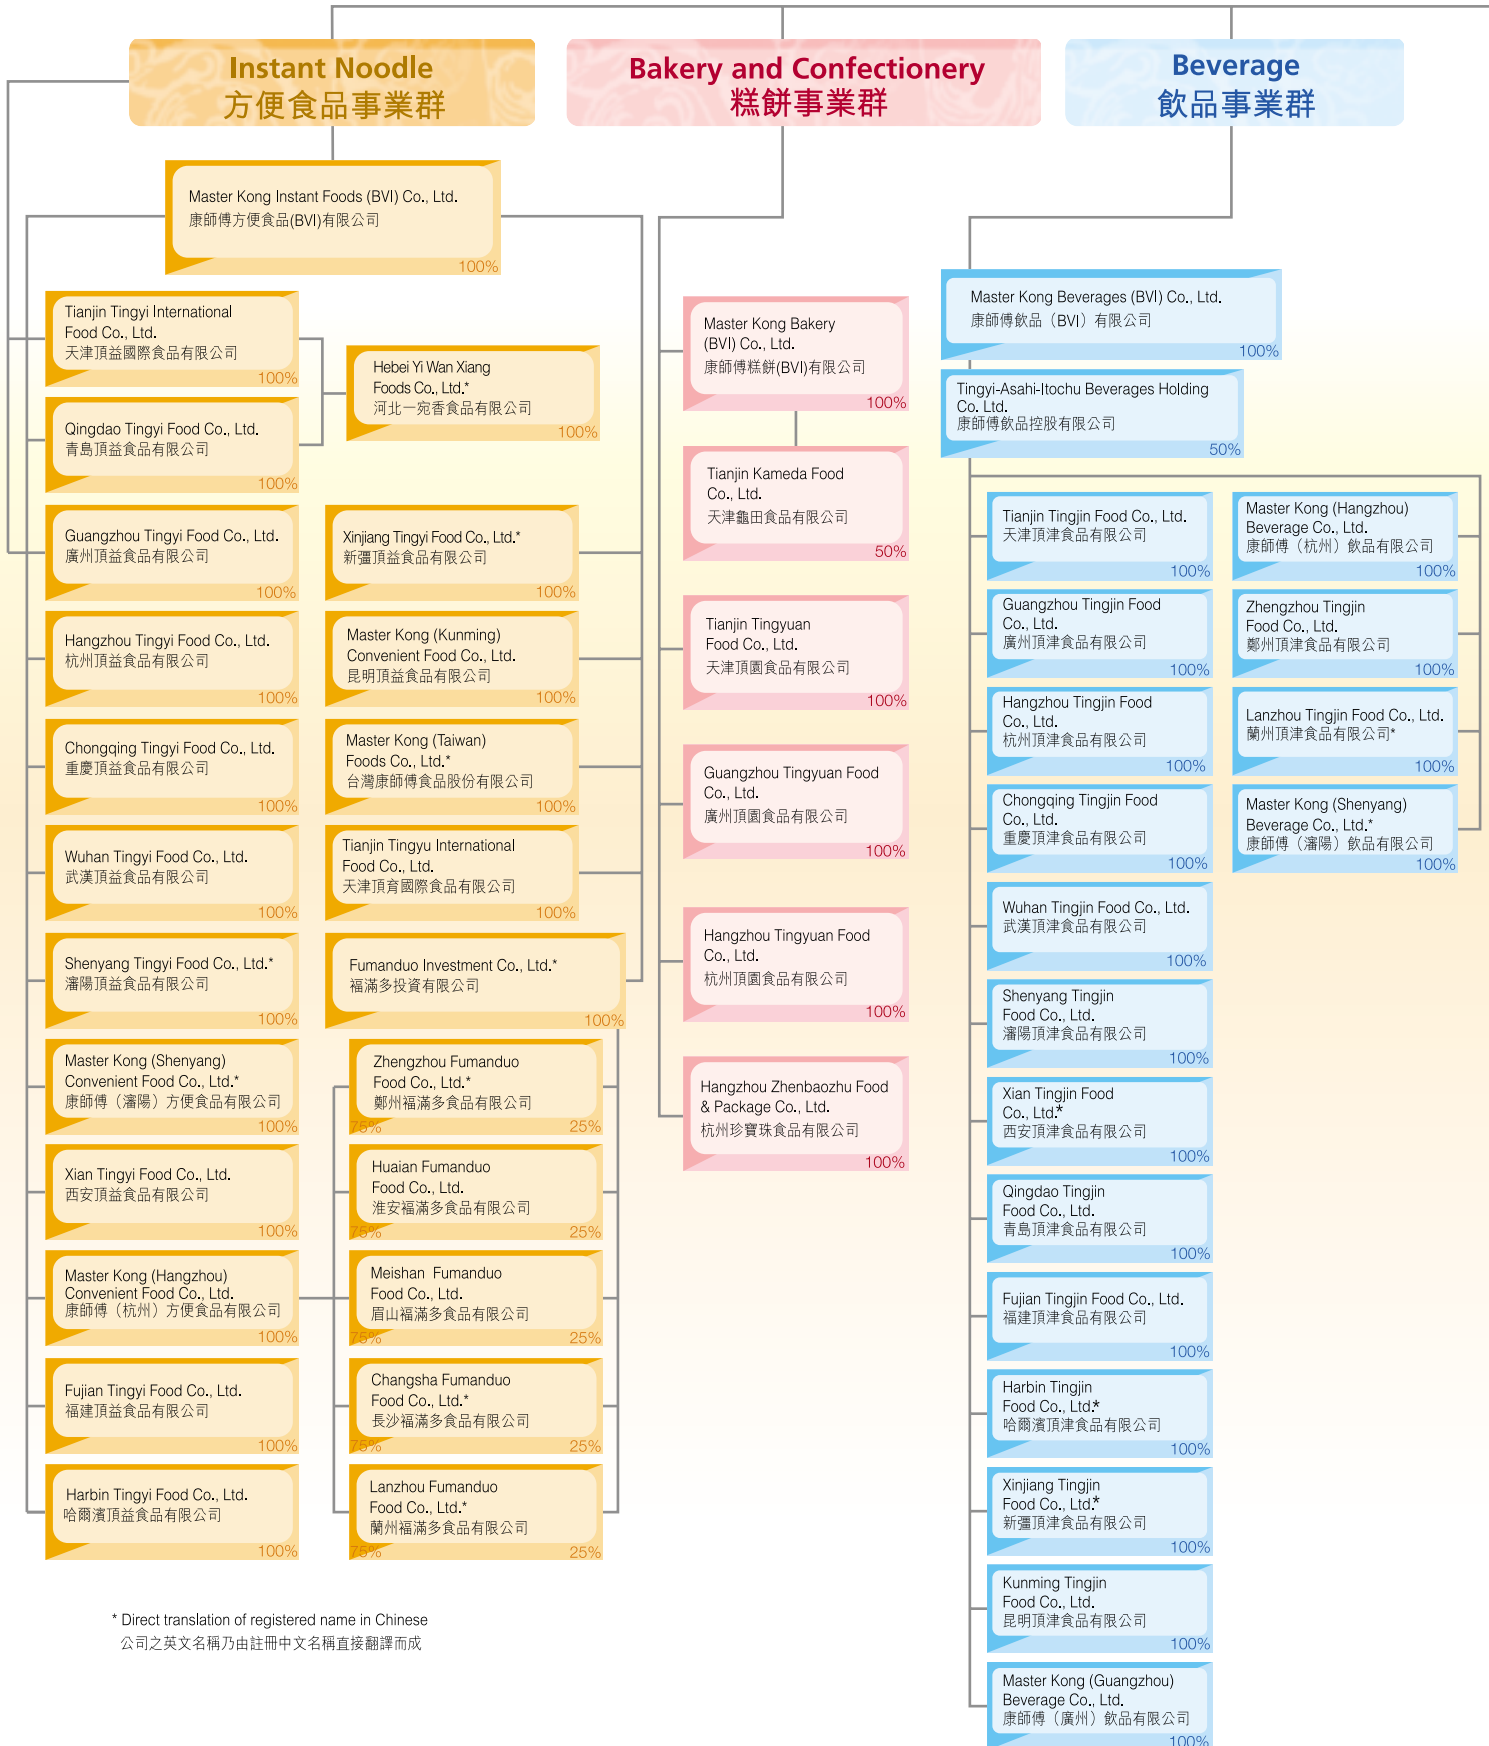 Instant Noodle
方便食品事業群
Bakery and Confectionery
糕餅事業群
Beverage
飲品事業群
Master Kong Instant Foods (BVI) Co., Ltd.
康師傅方便食品(BVI)有限公司
100%
Tianjin Tingyi International
Food Co., Ltd.
天津頂益國際食品有限公司
100%
Hebei Yi Wan Xiang
Foods Co., Ltd.*
河北一宛香食品有限公司
100%
Qingdao Tingyi Food Co., Ltd.
青島頂益食品有限公司
100%
Guangzhou Tingyi Food Co., Ltd.
廣州頂益食品有限公司
100%
Hangzhou Tingyi Food Co., Ltd.
杭州頂益食品有限公司
100%
Chongqing Tingyi Food Co., Ltd.
重慶頂益食品有限公司
100%
Wuhan Tingyi Food Co., Ltd.
武漢頂益食品有限公司
100%
Shenyang Tingyi Food Co., Ltd.*
瀋陽頂益食品有限公司
100%
Master Kong (Shenyang)
Convenient Food Co., Ltd.*
康師傅（瀋陽）方便食品有限公司
100%
Xian Tingyi Food Co., Ltd.
西安頂益食品有限公司
100%
Master Kong (Hangzhou)
Convenient Food Co., Ltd.
康師傅（杭州）方便食品有限公司
100%
Fujian Tingyi Food Co., Ltd.
福建頂益食品有限公司
100%
Harbin Tingyi Food Co., Ltd.
哈爾濱頂益食品有限公司
100%
Xinjiang Tingyi Food Co., Ltd.*
新彊頂益食品有限公司
100%
Master Kong (Kunming)
Convenient Food Co., Ltd.
昆明頂益食品有限公司
100%
Master Kong (Taiwan)
Foods Co., Ltd.*
台灣康師傅食品股份有限公司
100%
Tianjin Tingyu International
Food Co., Ltd.
天津頂育國際食品有限公司
100%
Fumanduo Investment Co., Ltd.*
福滿多投資有限公司
100%
Zhengzhou Fumanduo
Food Co., Ltd.*
鄭州福滿多食品有限公司
75% 25%
Huaian Fumanduo
Food Co., Ltd.
淮安福滿多食品有限公司
75% 25%
Meishan Fumanduo
Food Co., Ltd.
眉山福滿多食品有限公司
75% 25%
Changsha Fumanduo
Food Co., Ltd.*
長沙福滿多食品有限公司
75% 25%
Lanzhou Fumanduo
Food Co., Ltd.*
蘭州福滿多食品有限公司
75% 25%
Master Kong Bakery
(BVI) Co., Ltd.
康師傅糕餅(BVI)有限公司
100%
Tianjin Kameda Food
Co., Ltd.
天津龜田食品有限公司
50%
Tianjin Tingyuan
Food Co., Ltd.
天津頂園食品有限公司
100%
Guangzhou Tingyuan Food
Co., Ltd.
廣州頂園食品有限公司
100%
Hangzhou Tingyuan Food
Co., Ltd.
杭州頂園食品有限公司
100%
Hangzhou Zhenbaozhu Food
& Package Co., Ltd.
杭州珍寶珠食品有限公司
100%
Master Kong Beverages (BVI) Co., Ltd.
康師傅飲品（BVI）有限公司
100%
Tingyi-Asahi-Itochu Beverages Holding
Co. Ltd.
康師傅飲品控股有限公司
50%
Tianjin Tingjin Food Co., Ltd.
天津頂津食品有限公司
100%
Guangzhou Tingjin Food
Co., Ltd.
廣州頂津食品有限公司
100%
Hangzhou Tingjin Food
Co., Ltd.
杭州頂津食品有限公司
100%
Chongqing Tingjin Food
Co., Ltd.
重慶頂津食品有限公司
100%
Wuhan Tingjin Food Co., Ltd.
武漢頂津食品有限公司
100%
Shenyang Tingjin
Food Co., Ltd.
瀋陽頂津食品有限公司
100%
Xian Tingjin Food
Co., Ltd.*
西安頂津食品有限公司
100%
Qingdao Tingjin
Food Co., Ltd.
青島頂津食品有限公司
100%
Fujian Tingjin Food Co., Ltd.
福建頂津食品有限公司
100%
Harbin Tingjin
Food Co., Ltd.*
哈爾濱頂津食品有限公司
100%
Xinjiang Tingjin
Food Co., Ltd.*
新彊頂津食品有限公司
100%
Kunming Tingjin
Food Co., Ltd.
昆明頂津食品有限公司
100%
Master Kong (Guangzhou)
Beverage Co., Ltd.
康師傅（廣州）飲品有限公司
100%
Master Kong (Hangzhou)
Beverage Co., Ltd.
康師傅（杭州）飲品有限公司
100%
Zhengzhou Tingjin
Food Co., Ltd.
鄭州頂津食品有限公司
100%
Lanzhou Tingjin Food Co., Ltd.
蘭州頂津食品有限公司*
100%
Master Kong (Shenyang)
Beverage Co., Ltd.*
康師傅（瀋陽）飲品有限公司
100%
* Direct translation of registered name in Chinese
公司之英文名稱乃由註冊中文名稱直接翻譯而成